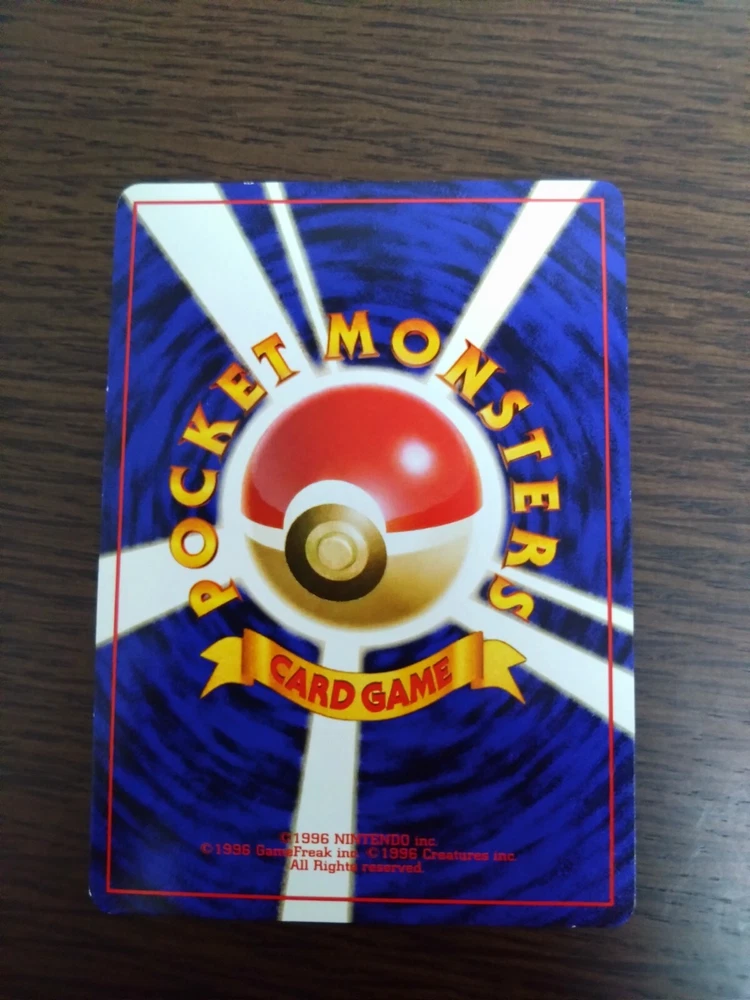 POCKET MONSTERS
CARD GAME
©1996 NINTENDO inc.
©1996 GameFreak inc. ©1996 Creatures inc.
All Rights reserved.